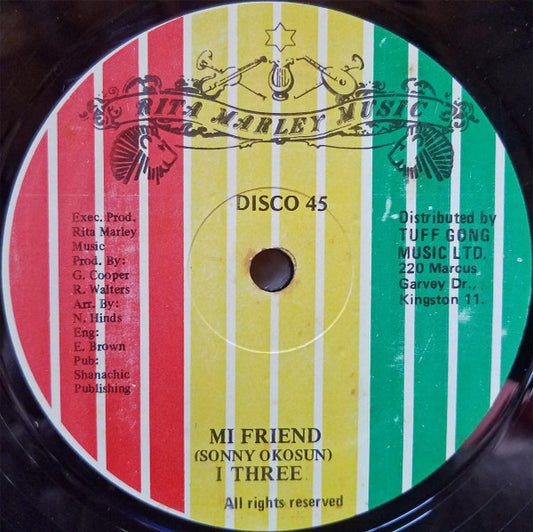 RITA MARLEY MUSIC
DISCO 45
Exec. Prod.
Rita Marley
Music
Prod. By:
G. Cooper
R. Walters
Arr. By:
N. Hinds
Eng:
E. Brown
Pub:
Shanachic
Publishing
Distributed by
TUFF GONG
MUSIC LTD.
220 Marcus
Garvey Dr.,
Kingston 11.
MI FRIEND
(SONNY OKOSUN)
I THREE
All rights reserved